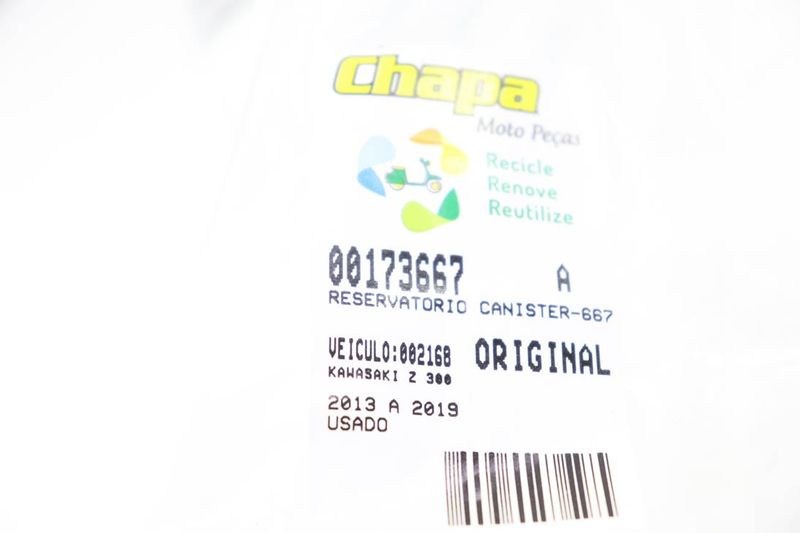 Chapa
Moto Peças
Recicle
Renove
Reutilize
00173667 A
RESERVATORIO CANISTER-667
VEICULO:002168 ORIGINAL
KAWASAKI Z 300
2013 A 2019
USADO